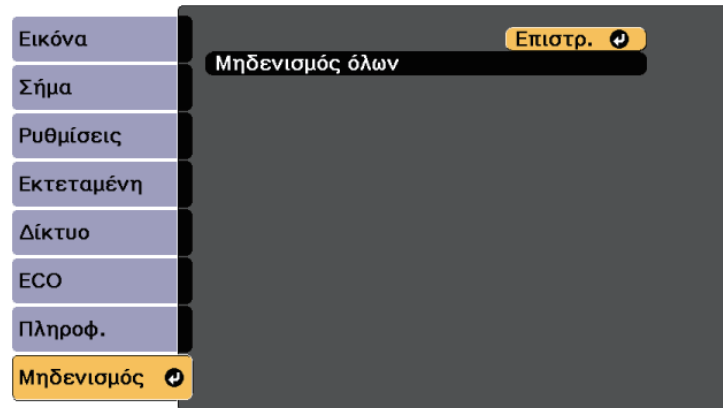 Εικόνα
Σήμα
Ρυθμίσεις
Εκτεταμένη
Δίκτυο
ECO
Πληροφ.
Μηδενισμός
Επιστρ.
Μηδενισμός όλων